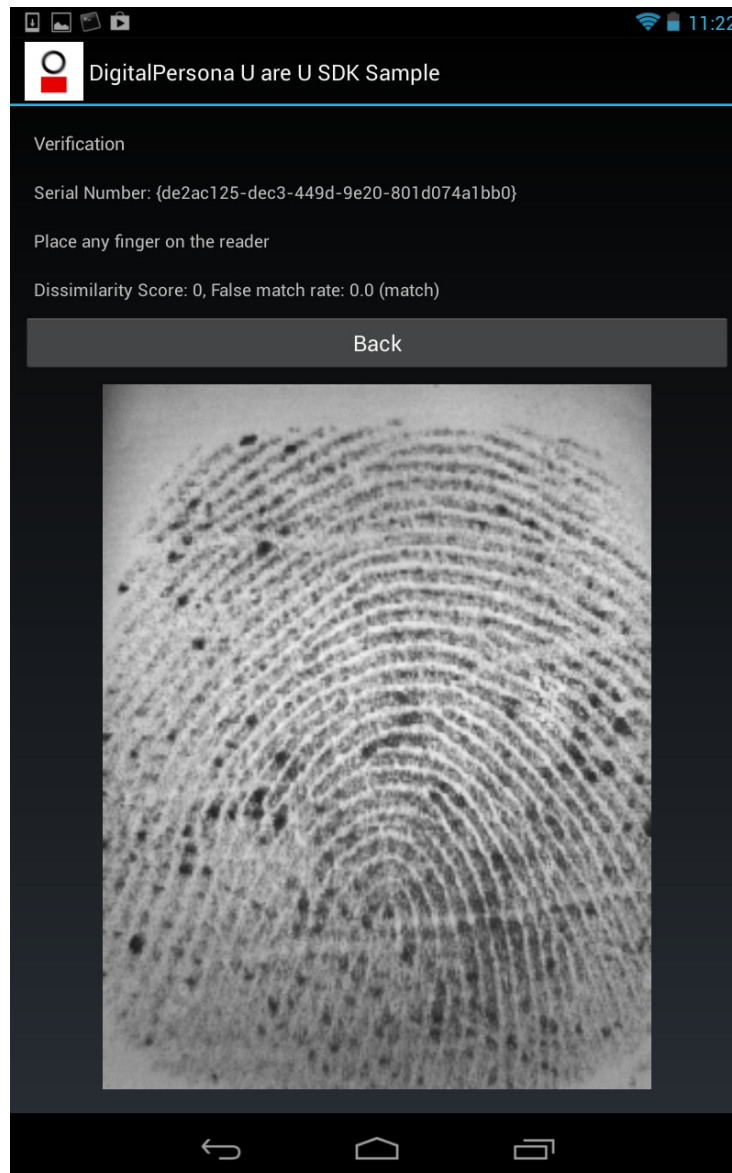 11:22
DigitalPersona U are U SDK Sample
Verification
Serial Number: {de2ac125-dec3-449d-9e20-801d074a1bb0}
Place any finger on the reader
Dissimilarity Score: 0, False match rate: 0.0 (match)
Back